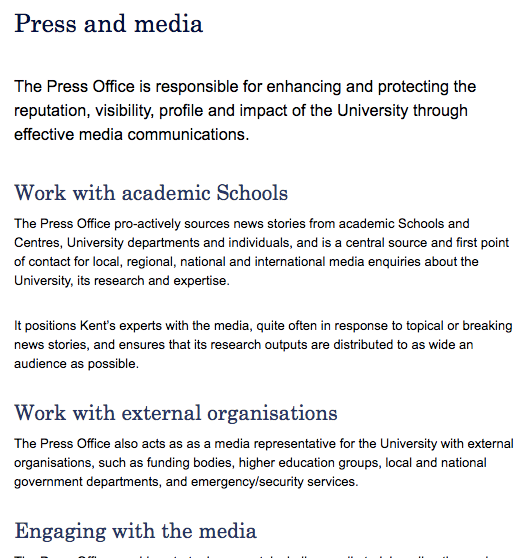 Press and media
The Press Office is responsible for enhancing and protecting the
reputation, visibility, profile and impact of the University through
effective media communications.
Work with academic Schools
The Press Office pro-actively sources news stories from academic Schools and
Centres, University departments and individuals, and is a central source and first point
of contact for local, regional, national and international media enquiries about the
University, its research and expertise.
It positions Kent's experts with the media, quite often in response to topical or breaking
news stories, and ensures that its research outputs are distributed to as wide an
audience as possible.
Work with external organisations
The Press Office also acts as as a media representative for the University with external
organisations, such as funding bodies, higher education groups, local and national
government departments, and emergency/security services.
Engaging with the media